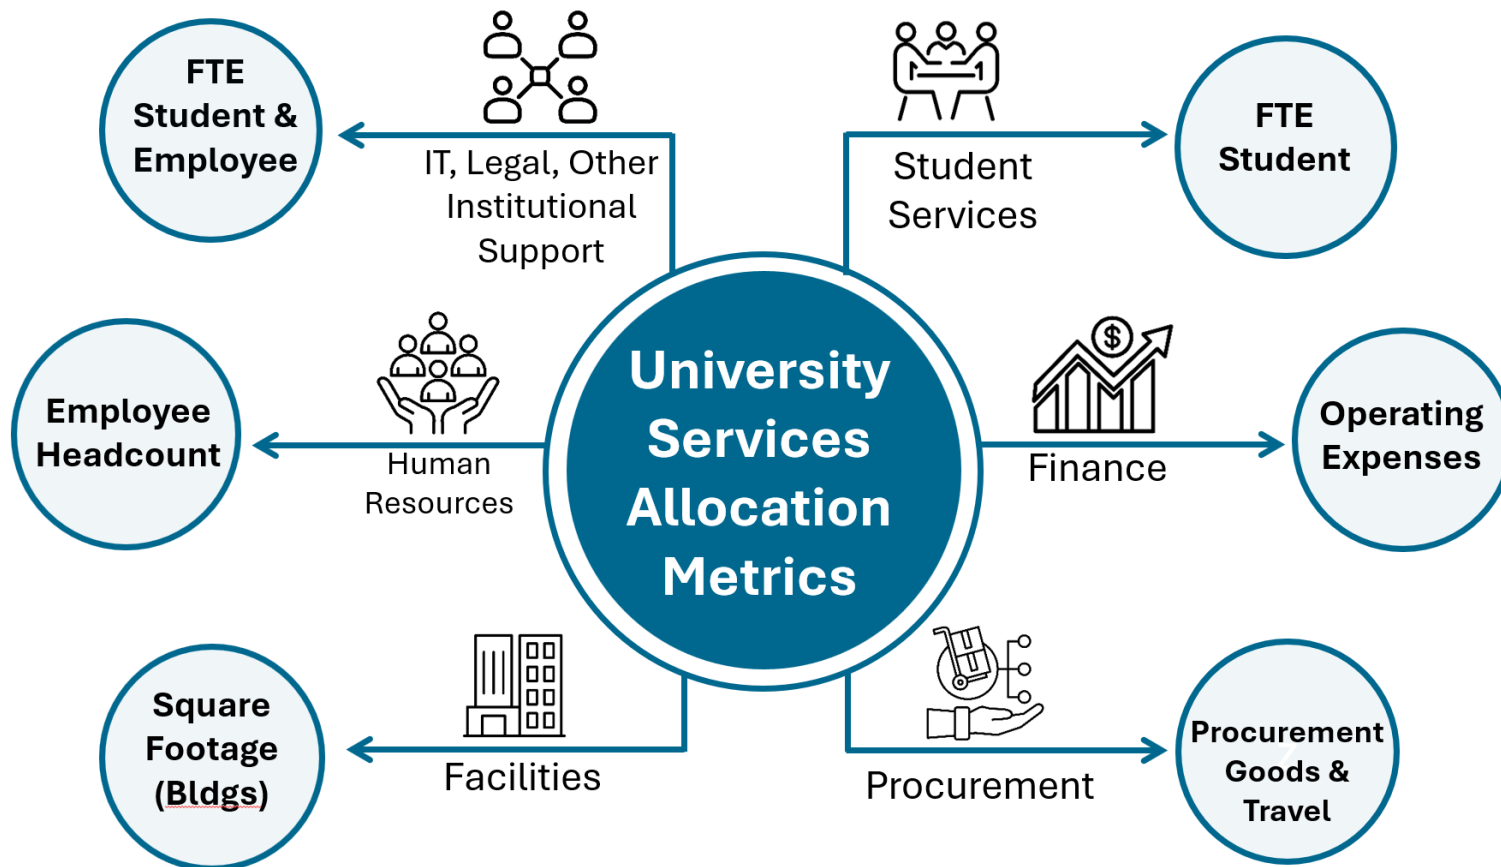 FTE
Student &
Employee
IT, Legal, Other
Institutional
Support
Student
Services
FTE
Student
Employee
Headcount
Human
Resources
University
Services
Allocation
Metrics
Finance
$
Operating
Expenses
Square
Footage
(Bldgs)
Facilities
Procurement
Procurement
Goods &
Travel